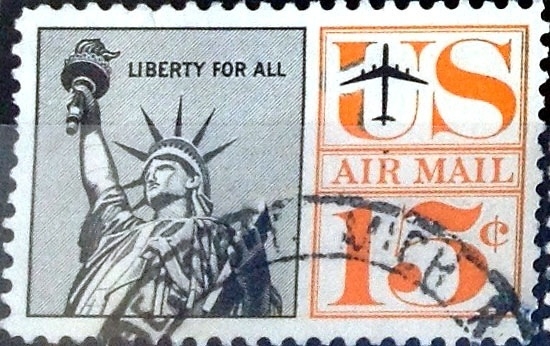 LIBERTY FOR ALL
US
AIR MAIL
15¢